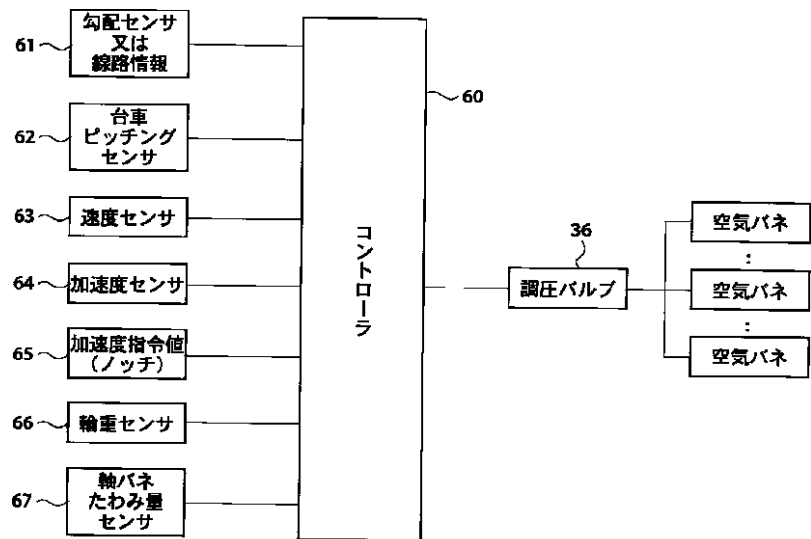 61
勾配センサ
又は
線路情報
62
台車
ピッチング
センサ
63
速度センサ
64
加速度センサ
65
加速度指令値
(ノッチ)
66
輪重センサ
67
軸バネ
たわみ量
センサ
コントローラ
60
36
調圧バルブ
空気バネ
:
空気バネ
:
空気バネ